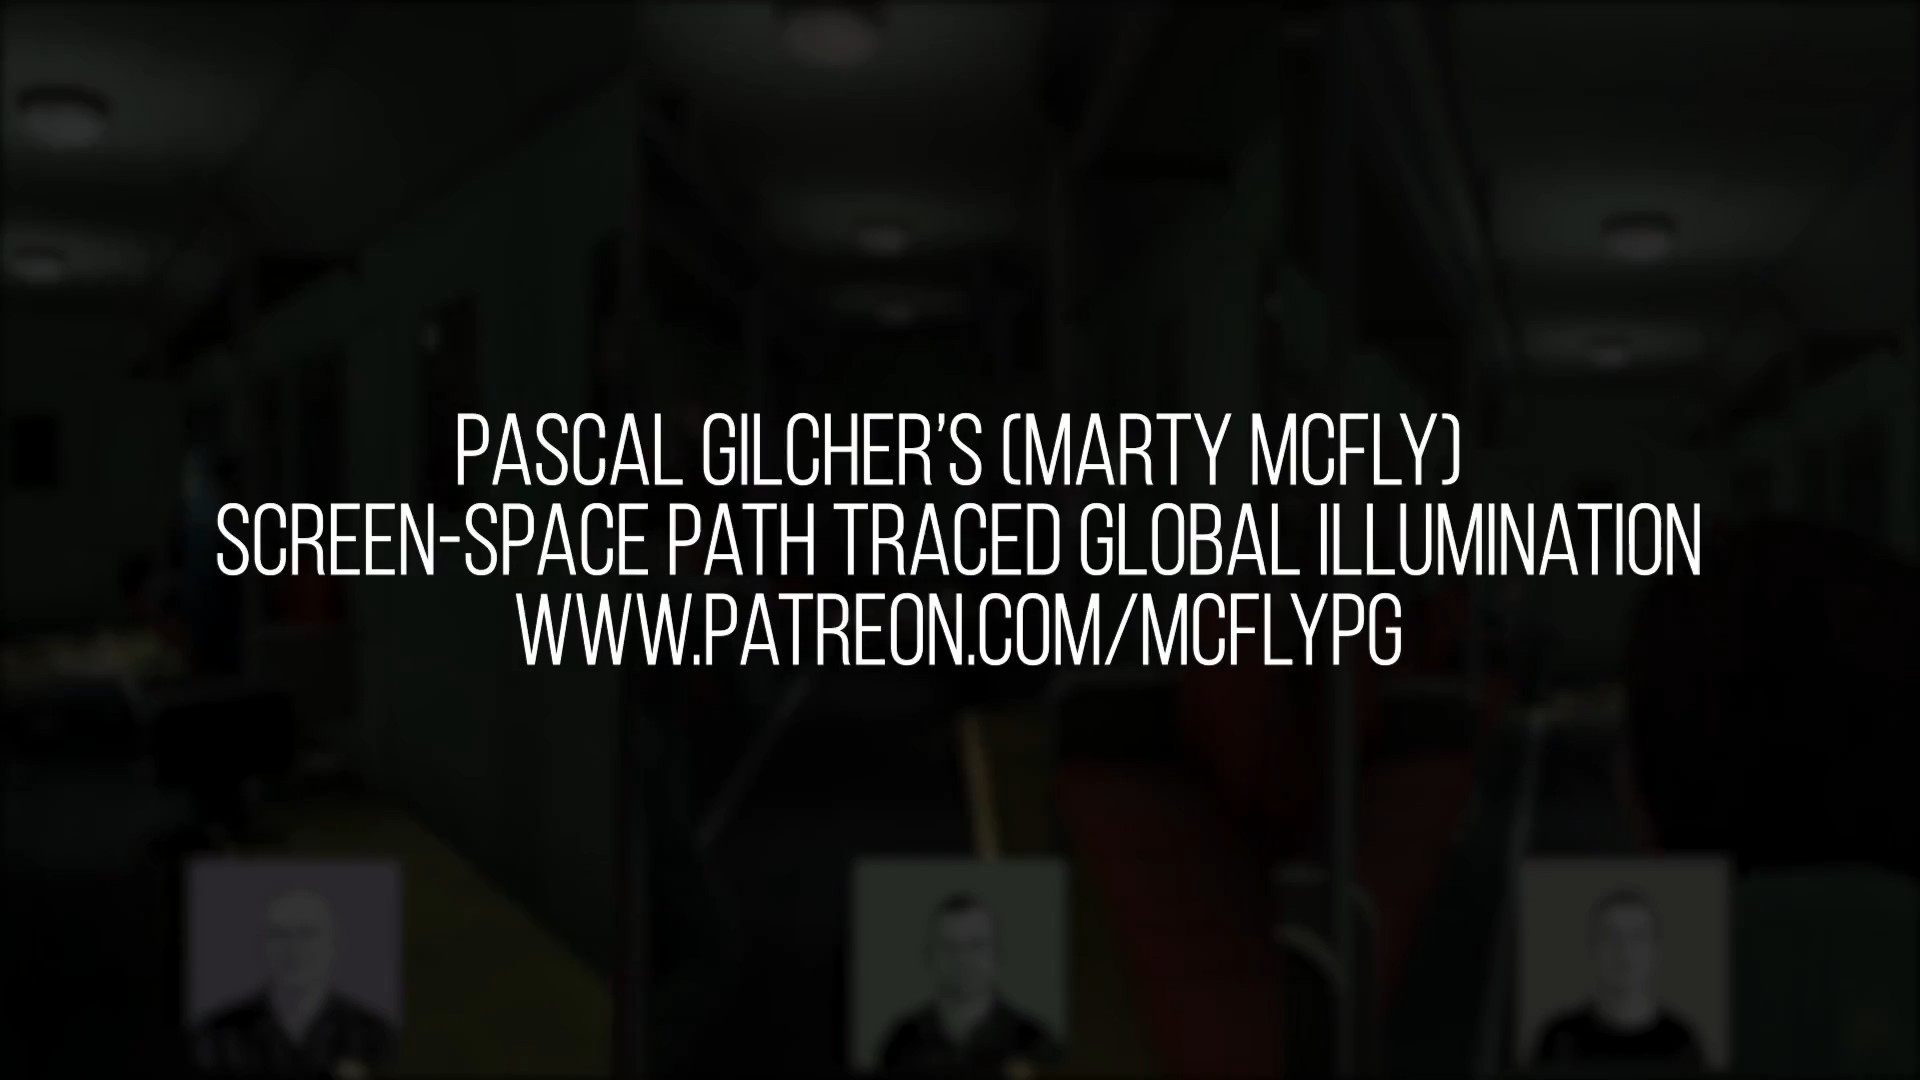 PASCAL GILCHER’S (MARTY MCFLY)
SCREEN-SPACE PATH TRACED GLOBAL ILLUMINATION
WWW.PATREON.COM/MCFLYPG